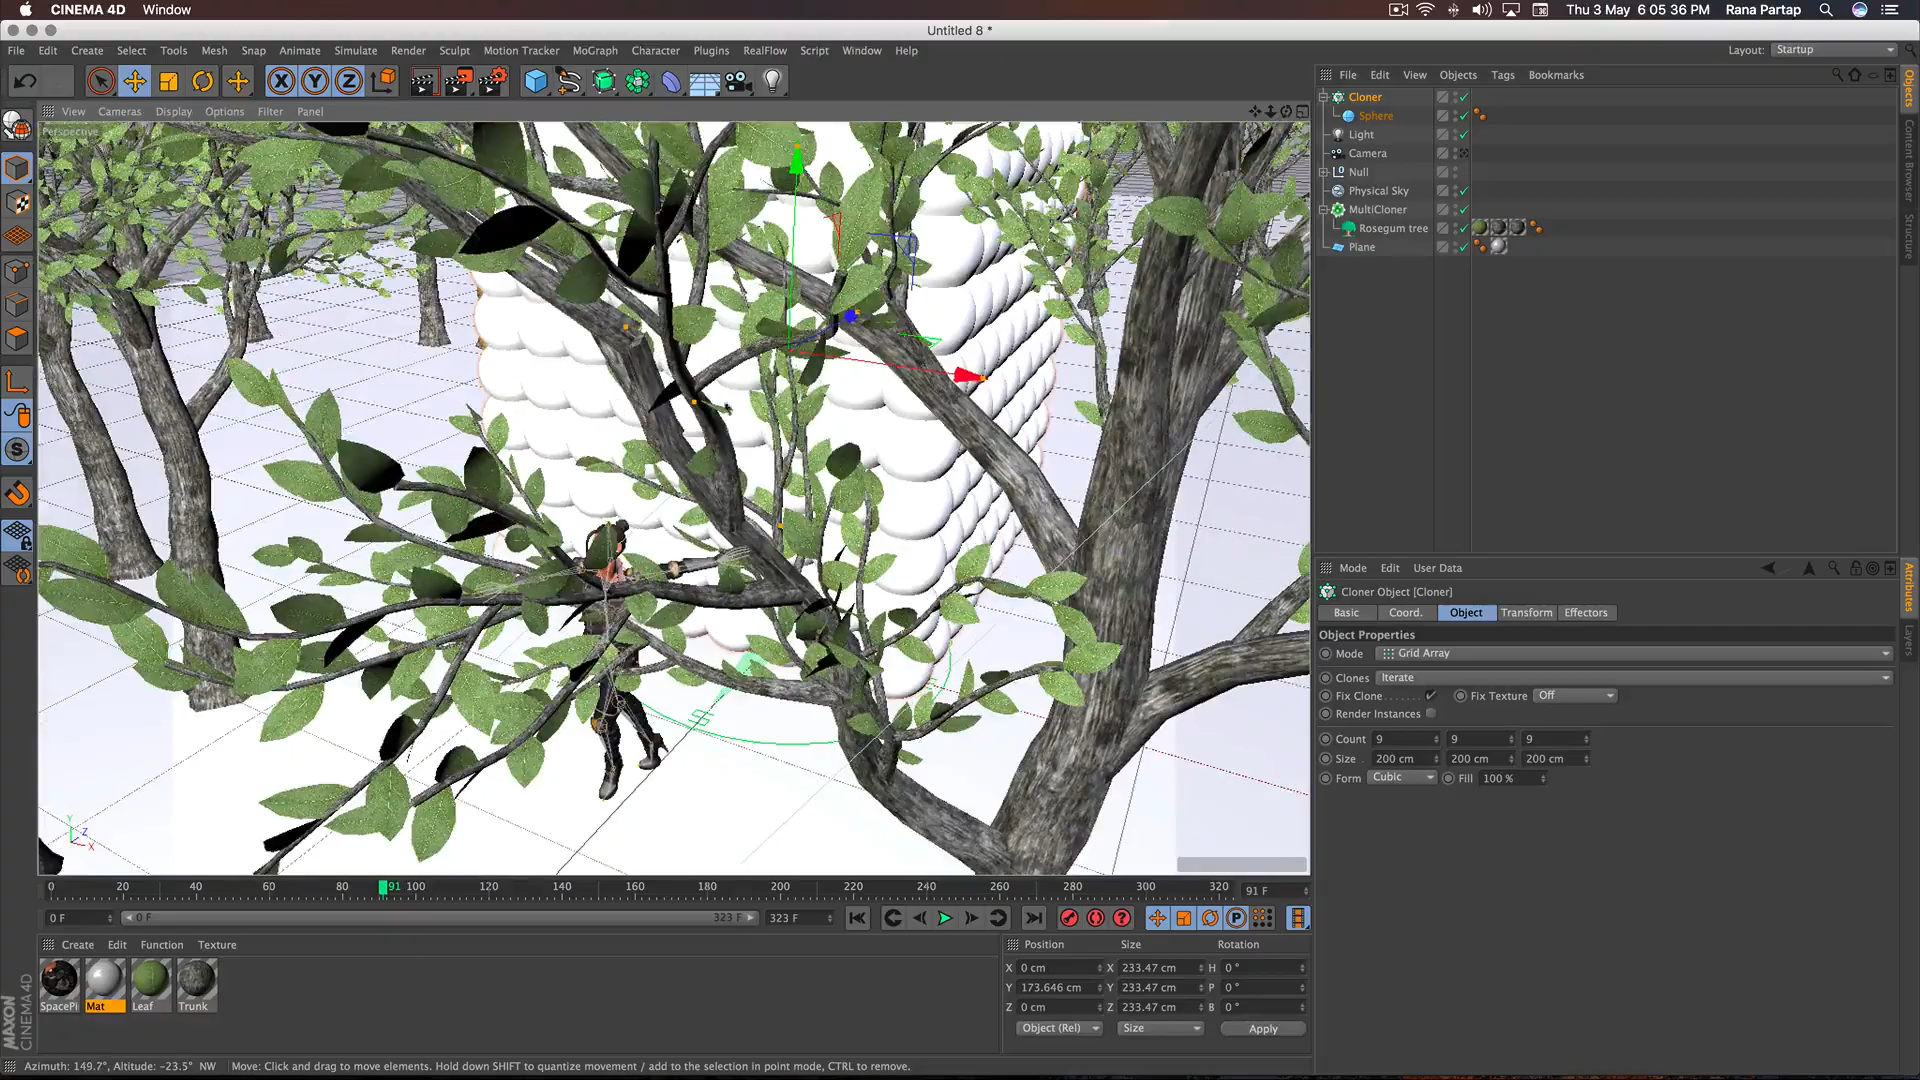 CINEMA 4D Window Thu 3 May 6 05:36 PM Rana Partap
Untitled 8 *
File Edit Create Select Tools Mesh Snap Animate Simulate Render Sculpt Motion Tracker MoGraph Character Plugins RealFlow Script Window Help Layout: Startup
X Y Z
File Edit View Objects Tags Bookmarks
View Cameras Display Options Filter Panel
Perspective
Cloner
Sphere
Light
Camera
Null
Physical Sky
MultiCloner
Rosegum tree
Plane
Objects
Content Browser
Structure
Mode Edit User Data
Cloner Object [Cloner]
Basic Coord. Object Transform Effectors
Object Properties
Mode Grid Array
Clones Iterate
Fix Clone Fix Texture Off
Render Instances
Count 9 9 9
Size 200 cm 200 cm 200 cm
Form Cubic Fill 100 %
Attributes
Layers
Y Z X
0 20 40 60 80 91 100 120 140 160 180 200 220 240 260 280 300 320 91 F
0 F 0 F 323 F 323 F
Create Edit Function Texture
SpacePi Mat Leaf Trunk
Position Size Rotation
X 0 cm X 233.47 cm H 0 °
Y 173.646 cm Y 233.47 cm P 0 °
Z 0 cm Z 233.47 cm B 0 °
Object (Rel) Size Apply
MAXON
CINEMA 4D
Azimuth: 149.7°, Altitude: -23.5° NW Move: Click and drag to move elements. Hold down SHIFT to quantize movement / add to the selection in point mode, CTRL to remove.